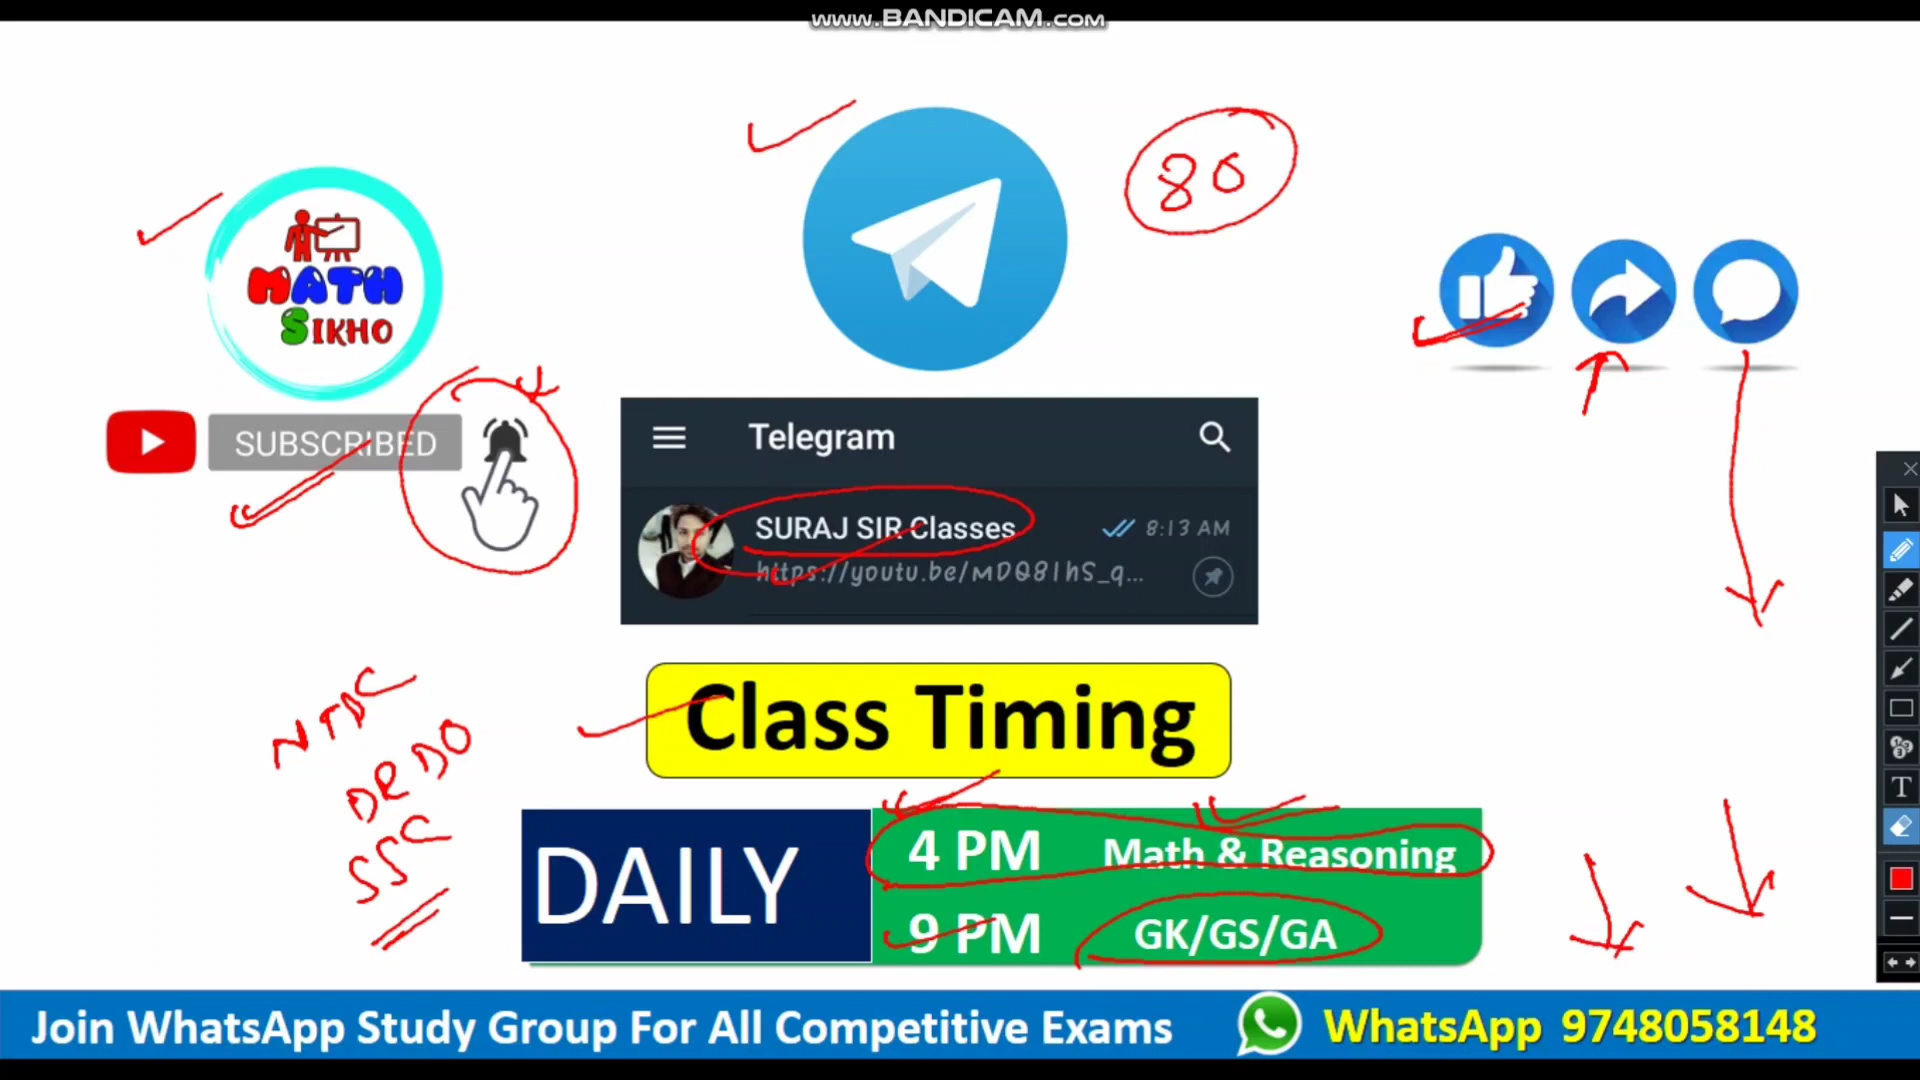 www.BANDICAM.com
80
MATH
SIKHO
SUBSCRIBED
Telegram
SURAJ SIR Classes 8:13 AM
https://youtu.be/MDQ81hS_q...
Class Timing
NTPC
DRDO
SSC
DAILY
4 PM Math & Reasoning
9 PM GK/GS/GA
Join WhatsApp Study Group For All Competitive Exams
WhatsApp 9748058148